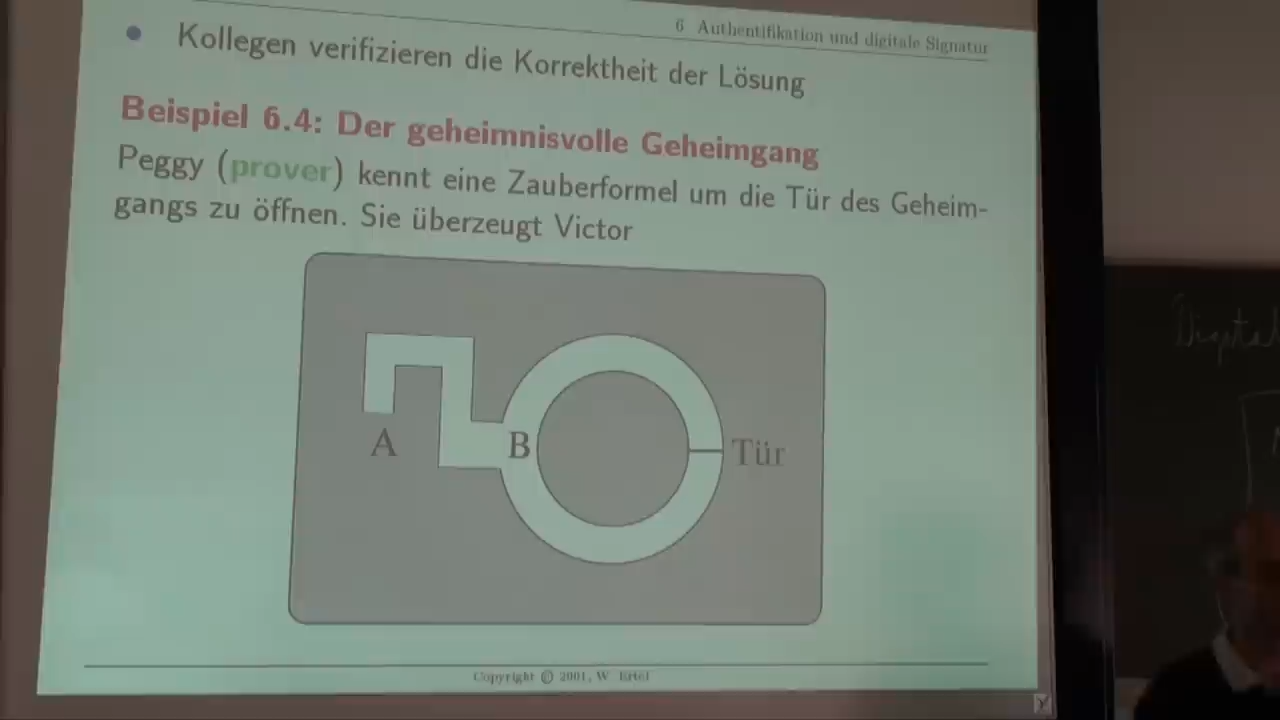 6 Authentifikation und digitale Signatur
Kollegen verifizieren die Korrektheit der Lösung
Beispiel 6.4: Der geheimnisvolle Geheimgang
Peggy (prover) kennt eine Zauberformel um die Tür des Geheim-
gangs zu öffnen. Sie überzeugt Victor
A
B
Tür
Copyright © 2001, W. Ertel